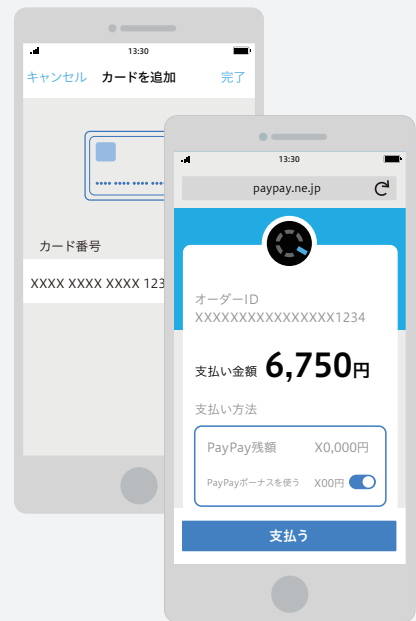 13:30
キャンセル カードを追加 完了
カード番号
XXXX XXXX XXXX 123
13:30
paypay.ne.jp
オーダーID
XXXXXXXXXXXXXXXX1234
支払い金額 6,750円
支払い方法
PayPay残額 X0,000円
PayPayボーナスを使う X00円
支払う